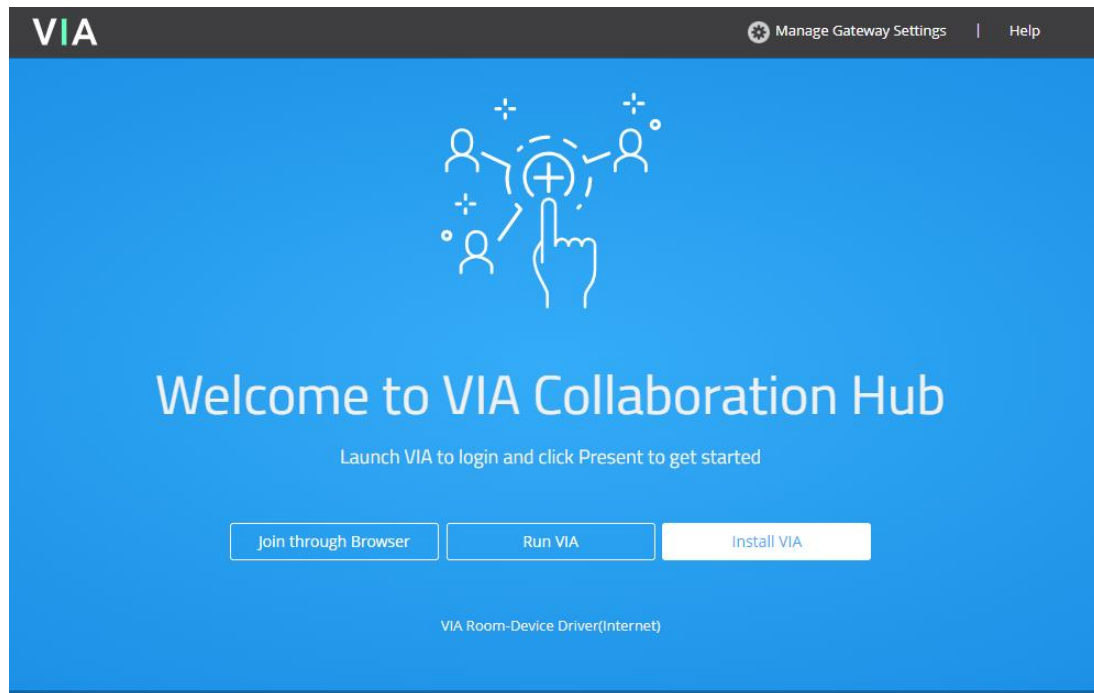 VIA
Manage Gateway Settings | Help
Welcome to VIA Collaboration Hub
Launch VIA to login and click Present to get started
Join through Browser
Run VIA
Install VIA
VIA Room-Device Driver(Internet)